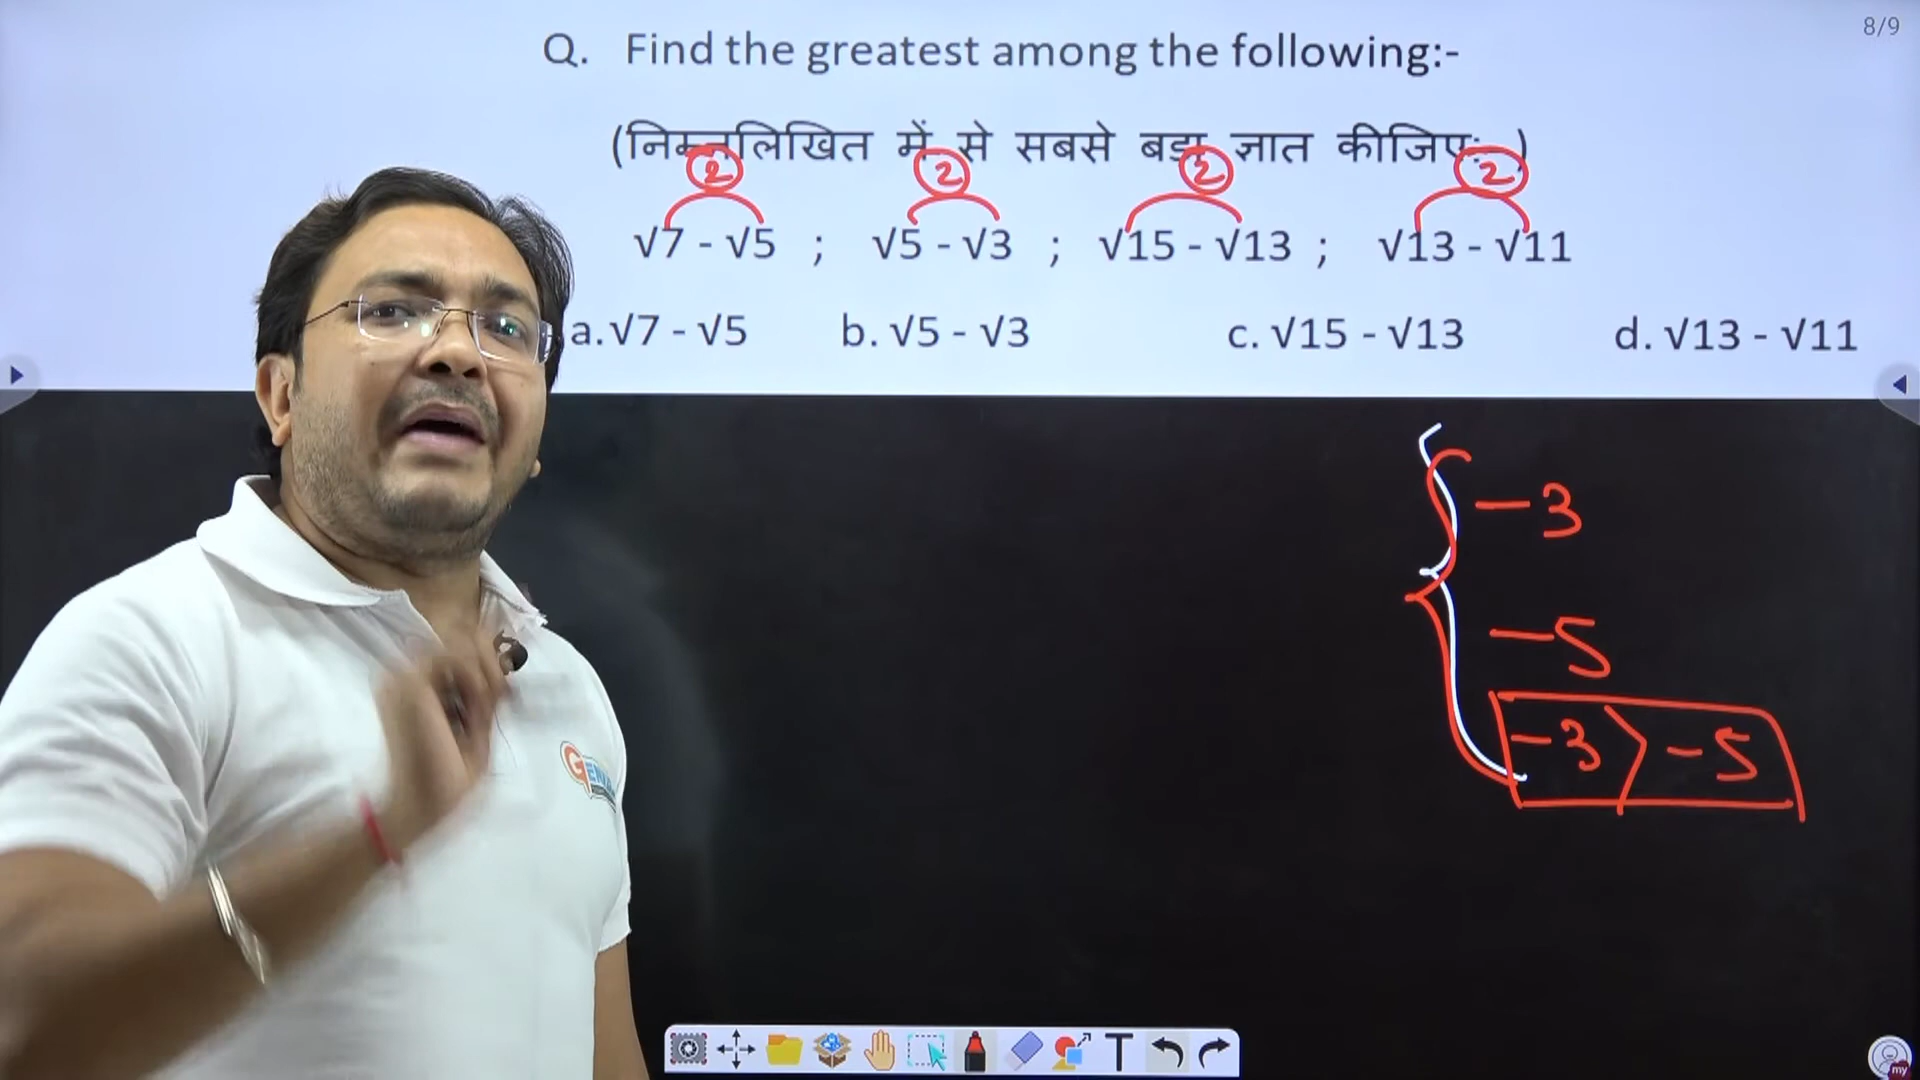 8/9
Q. Find the greatest among the following:-
(निम्नलिखित में से सबसे बड़ा ज्ञात कीजिए: )
2 2 2 2
√7 - √5 ; √5 - √3 ; √15 - √13 ; √13 - √11
a.√7 - √5 b. √5 - √3 c. √15 - √13 d. √13 - √11
-3
-5
-3 > -5
T
my